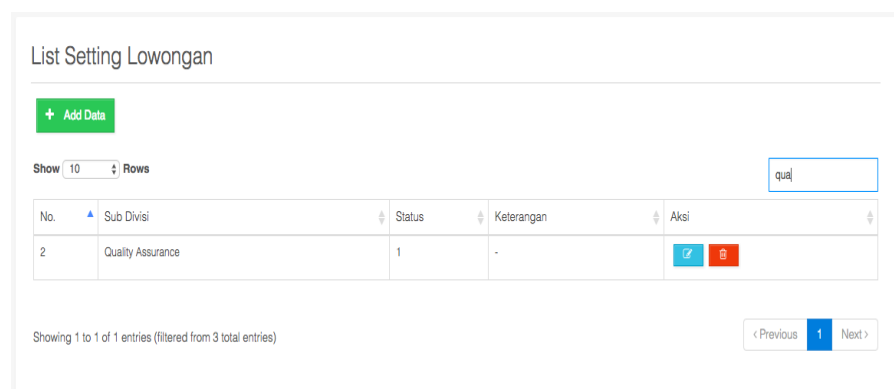 List Setting Lowongan
+ Add Data
Show 10 Rows
qua
No. Sub Divisi Status Keterangan Aksi
2 Quality Assurance 1 -
Showing 1 to 1 of 1 entries (filtered from 3 total entries)
‹ Previous 1 Next ›